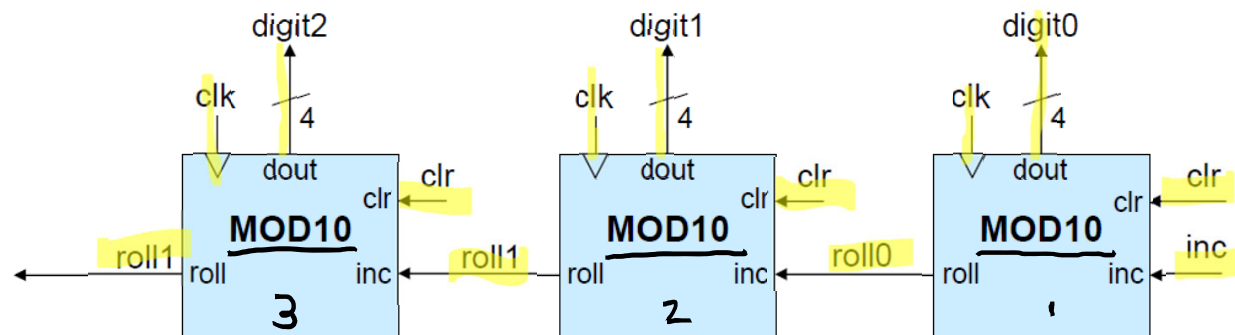 digit2 digit1 digit0
clk 4 clk 4 clk 4
dout dout dout
clr clr clr
clr clr clr
MOD10 MOD10 MOD10
roll1 roll1 roll0 inc
roll inc roll inc roll inc
3 2 1